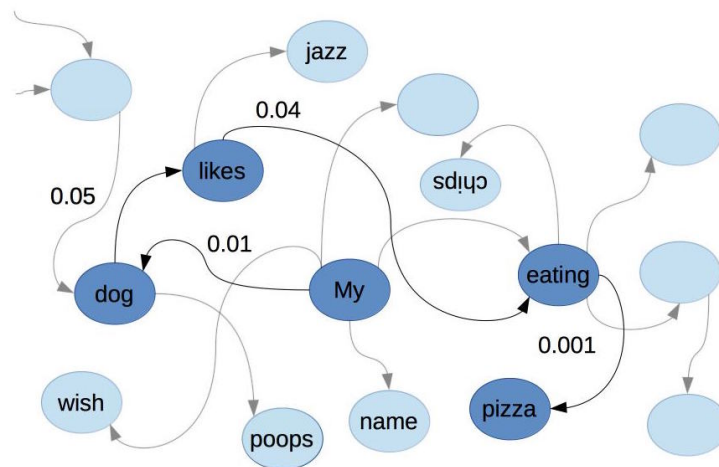 jazz
0.04
likes
chips
0.05
0.01
dog
My
eating
0.001
wish
pizza
name
poops